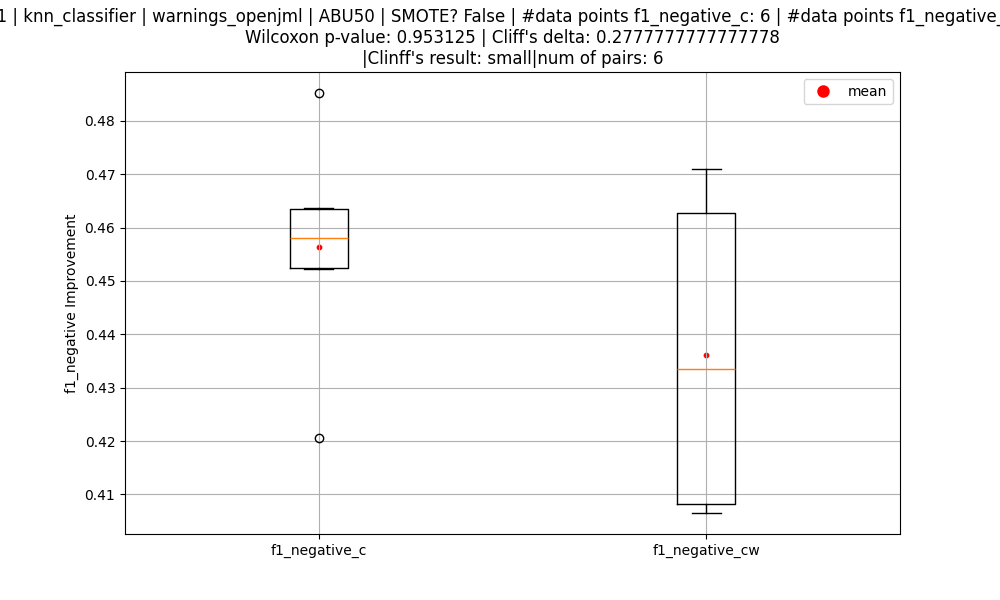 1 | knn_classifier | warnings_openjml | ABU50 | SMOTE? False | #data points f1_negative_c: 6 | #data points f1_negative_
Wilcoxon p-value: 0.953125 | Cliff's delta: 0.2777777777777778
|Clinff's result: small|num of pairs: 6
mean
0.48
0.47
0.46
0.45
0.44
0.43
0.42
0.41
f1_negative Improvement
f1_negative_c
f1_negative_cw